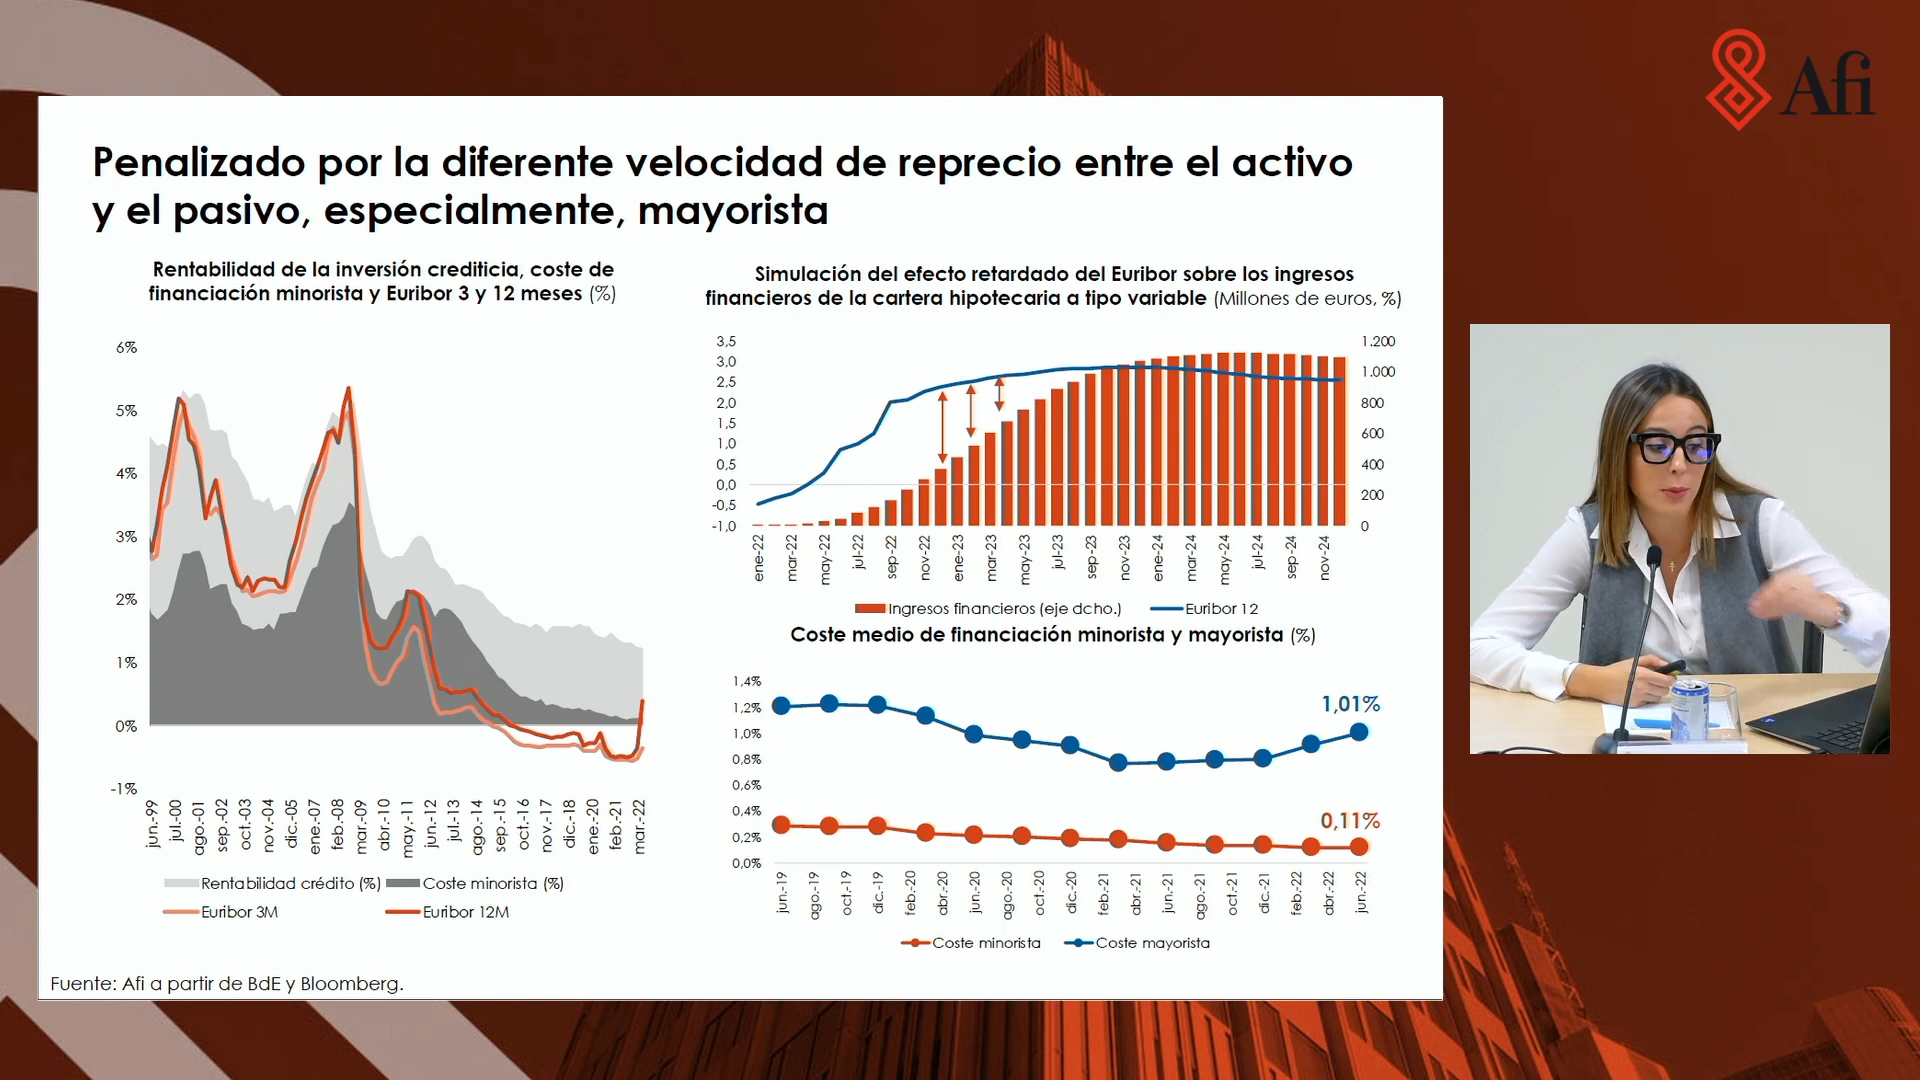 Afi
Penalizado por la diferente velocidad de reprecio entre el activo
y el pasivo, especialmente, mayorista
Rentabilidad de la inversión crediticia, coste de
financiación minorista y Euribor 3 y 12 meses (%)
6%
5%
4%
3%
2%
1%
0%
-1%
jun.-99
jul.-00
ago.-01
sep.-02
oct.-03
nov.-04
dic.-05
ene.-07
feb.-08
mar.-09
abr.-10
may.-11
jun.-12
jul.-13
ago.-14
sep.-15
oct.-16
nov.-17
dic.-18
ene.-20
feb.-21
mar.-22
Rentabilidad crédito (%) Coste minorista (%)
Euribor 3M Euribor 12M
Simulación del efecto retardado del Euribor sobre los ingresos
financieros de la cartera hipotecaria a tipo variable (Millones de euros, %)
3,5
3,0
2,5
2,0
1,5
1,0
0,5
0,0
-0,5
-1,0
1.200
1.000
800
600
400
200
0
ene-22
mar-22
may-22
jul-22
sep-22
nov-22
ene-23
mar-23
may-23
jul-23
sep-23
nov-23
ene-24
mar-24
may-24
jul-24
sep-24
nov-24
Ingresos financieros (eje dcho.) Euribor 12
Coste medio de financiación minorista y mayorista (%)
1,4%
1,2%
1,0%
0,8%
0,6%
0,4%
0,2%
0,0%
1,01%
0,11%
jun.-19
ago.-19
oct.-19
dic.-19
feb.-20
abr.-20
jun.-20
ago.-20
oct.-20
dic.-20
feb.-21
abr.-21
jun.-21
ago.-21
oct.-21
dic.-21
feb.-22
abr.-22
jun.-22
Coste minorista Coste mayorista
Fuente: Afi a partir de BdE y Bloomberg.